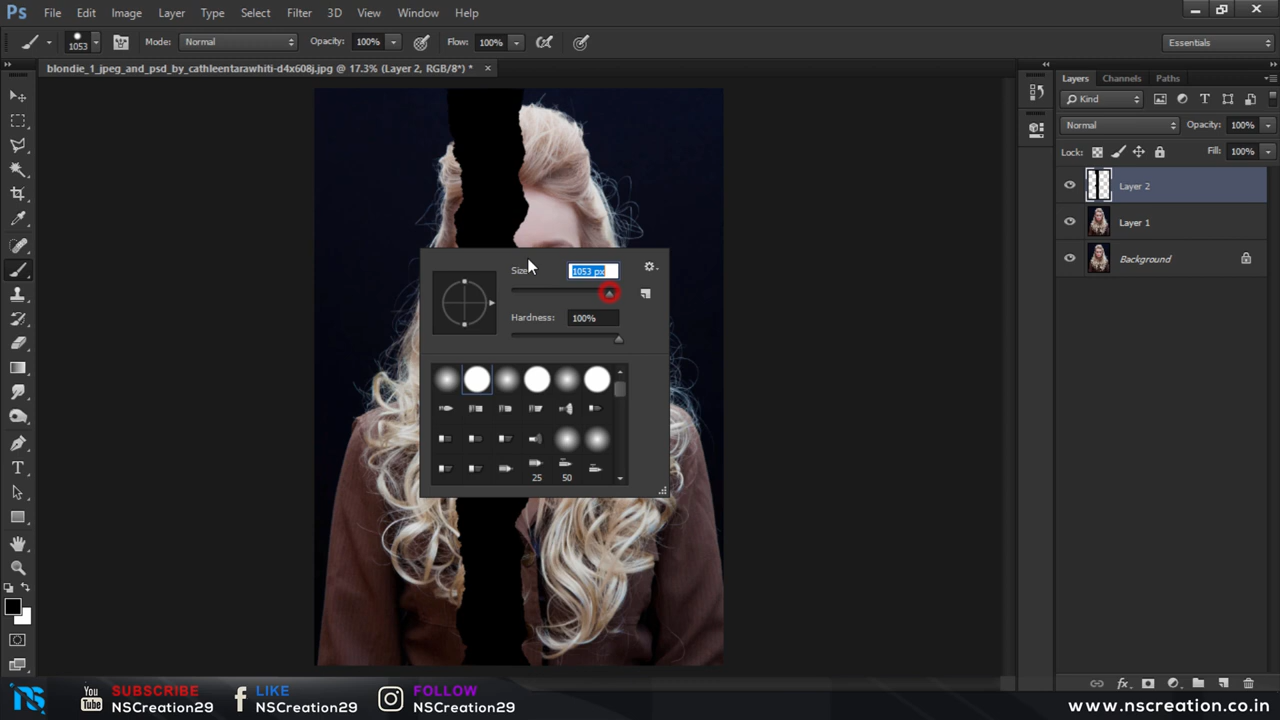 Ps File Edit Image Layer Type Select Filter 3D View Window Help
1053 Mode: Normal Opacity: 100% Flow: 100% Essentials
blondie_1_jpeg_and_psd_by_cathleentarawhiti-d4x608j.jpg @ 17.3% (Layer 2, RGB/8*) *
Layers Channels Paths
Kind
Normal Opacity: 100%
Lock: Fill: 100%
Layer 2
Layer 1
Background
Size: 1053 px
Hardness: 100%
25 50
You Tube SUBSCRIBE NSCreation29
LIKE NSCreation29
FOLLOW NSCreation29
www.nscreation.co.in